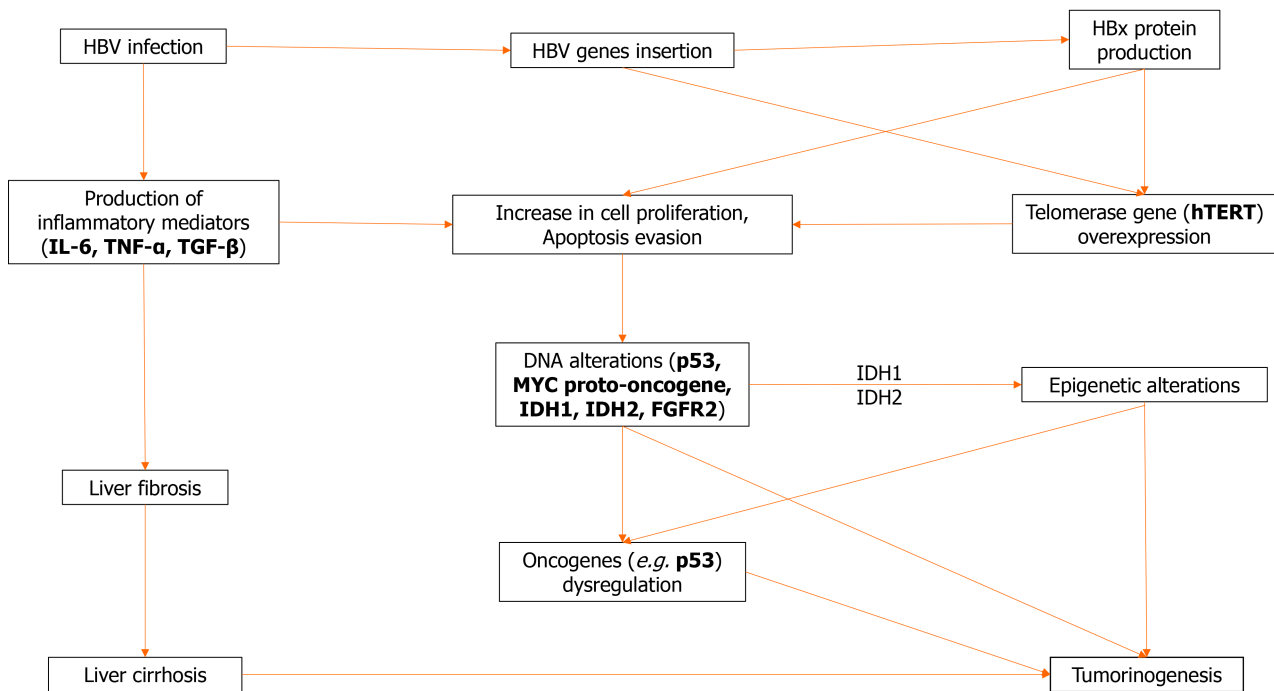 HBV infection
HBV genes insertion
HBx protein
production
Production of
inflammatory mediators
(IL-6, TNF-α, TGF-β)
Increase in cell proliferation,
Apoptosis evasion
Telomerase gene (hTERT)
overexpression
DNA alterations (p53,
MYC proto-oncogene,
IDH1, IDH2, FGFR2)
IDH1
IDH2
Epigenetic alterations
Liver fibrosis
Oncogenes (e.g. p53)
dysregulation
Liver cirrhosis
Tumorinogenesis